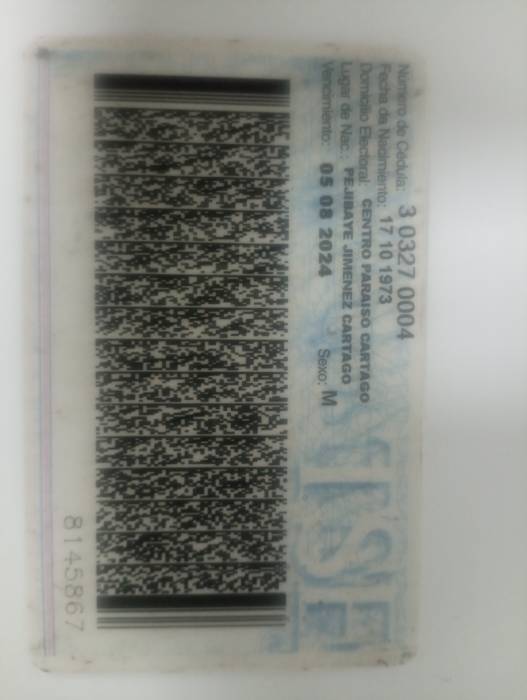 Número de Cédula: 3 0327 0004
Fecha de Nacimiento: 17 10 1973
Domicilio Electoral: CENTRO PARAISO CARTAGO
Lugar de Nac.: PEJIBAYE JIMENEZ CARTAGO
Vencimiento: 05 08 2024 Sexo: M
8145867